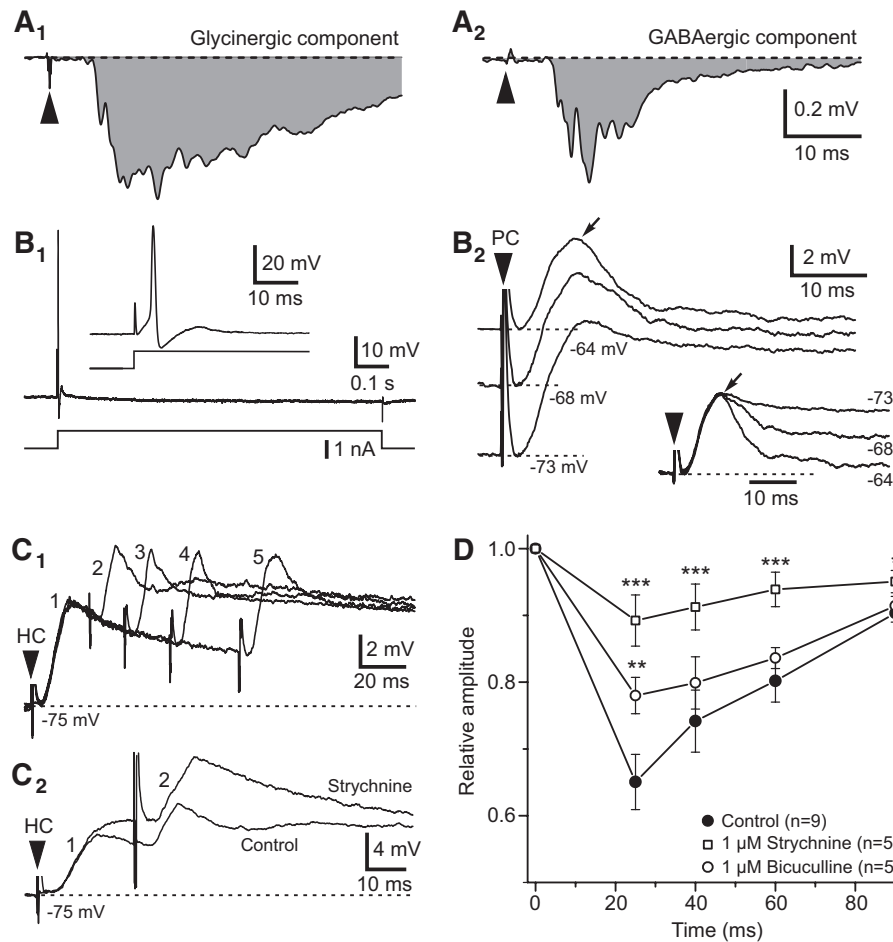 A1
Glycinergic component
A2
GABAergic component
0.2 mV
10 ms
B1
20 mV
10 ms
10 mV
0.1 s
1 nA
B2
PC
2 mV
10 ms
-64 mV
-68 mV
-73 mV
-73
-68
-64
10 ms
C1
1
2
3
4
5
HC
2 mV
20 ms
-75 mV
C2
HC
1
2
Strychnine
Control
4 mV
10 ms
-75 mV
D
1.0
0.8
0.6
Relative amplitude
***
***
***
**
Control (n=9)
1 µM Strychnine (n=5
1 µM Bicuculline (n=5
0
20
40
60
80
Time (ms)